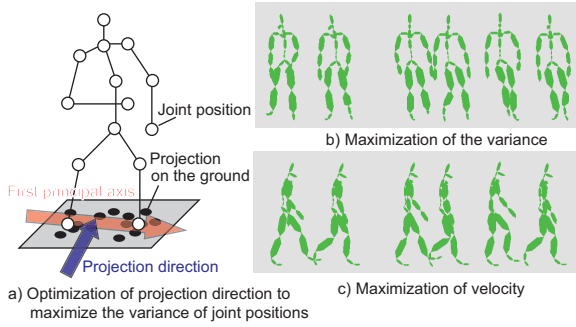 Joint position
Projection
on the ground
First principal axis
Projection direction
a) Optimization of projection direction to
maximize the variance of joint positions
b) Maximization of the variance
c) Maximization of velocity